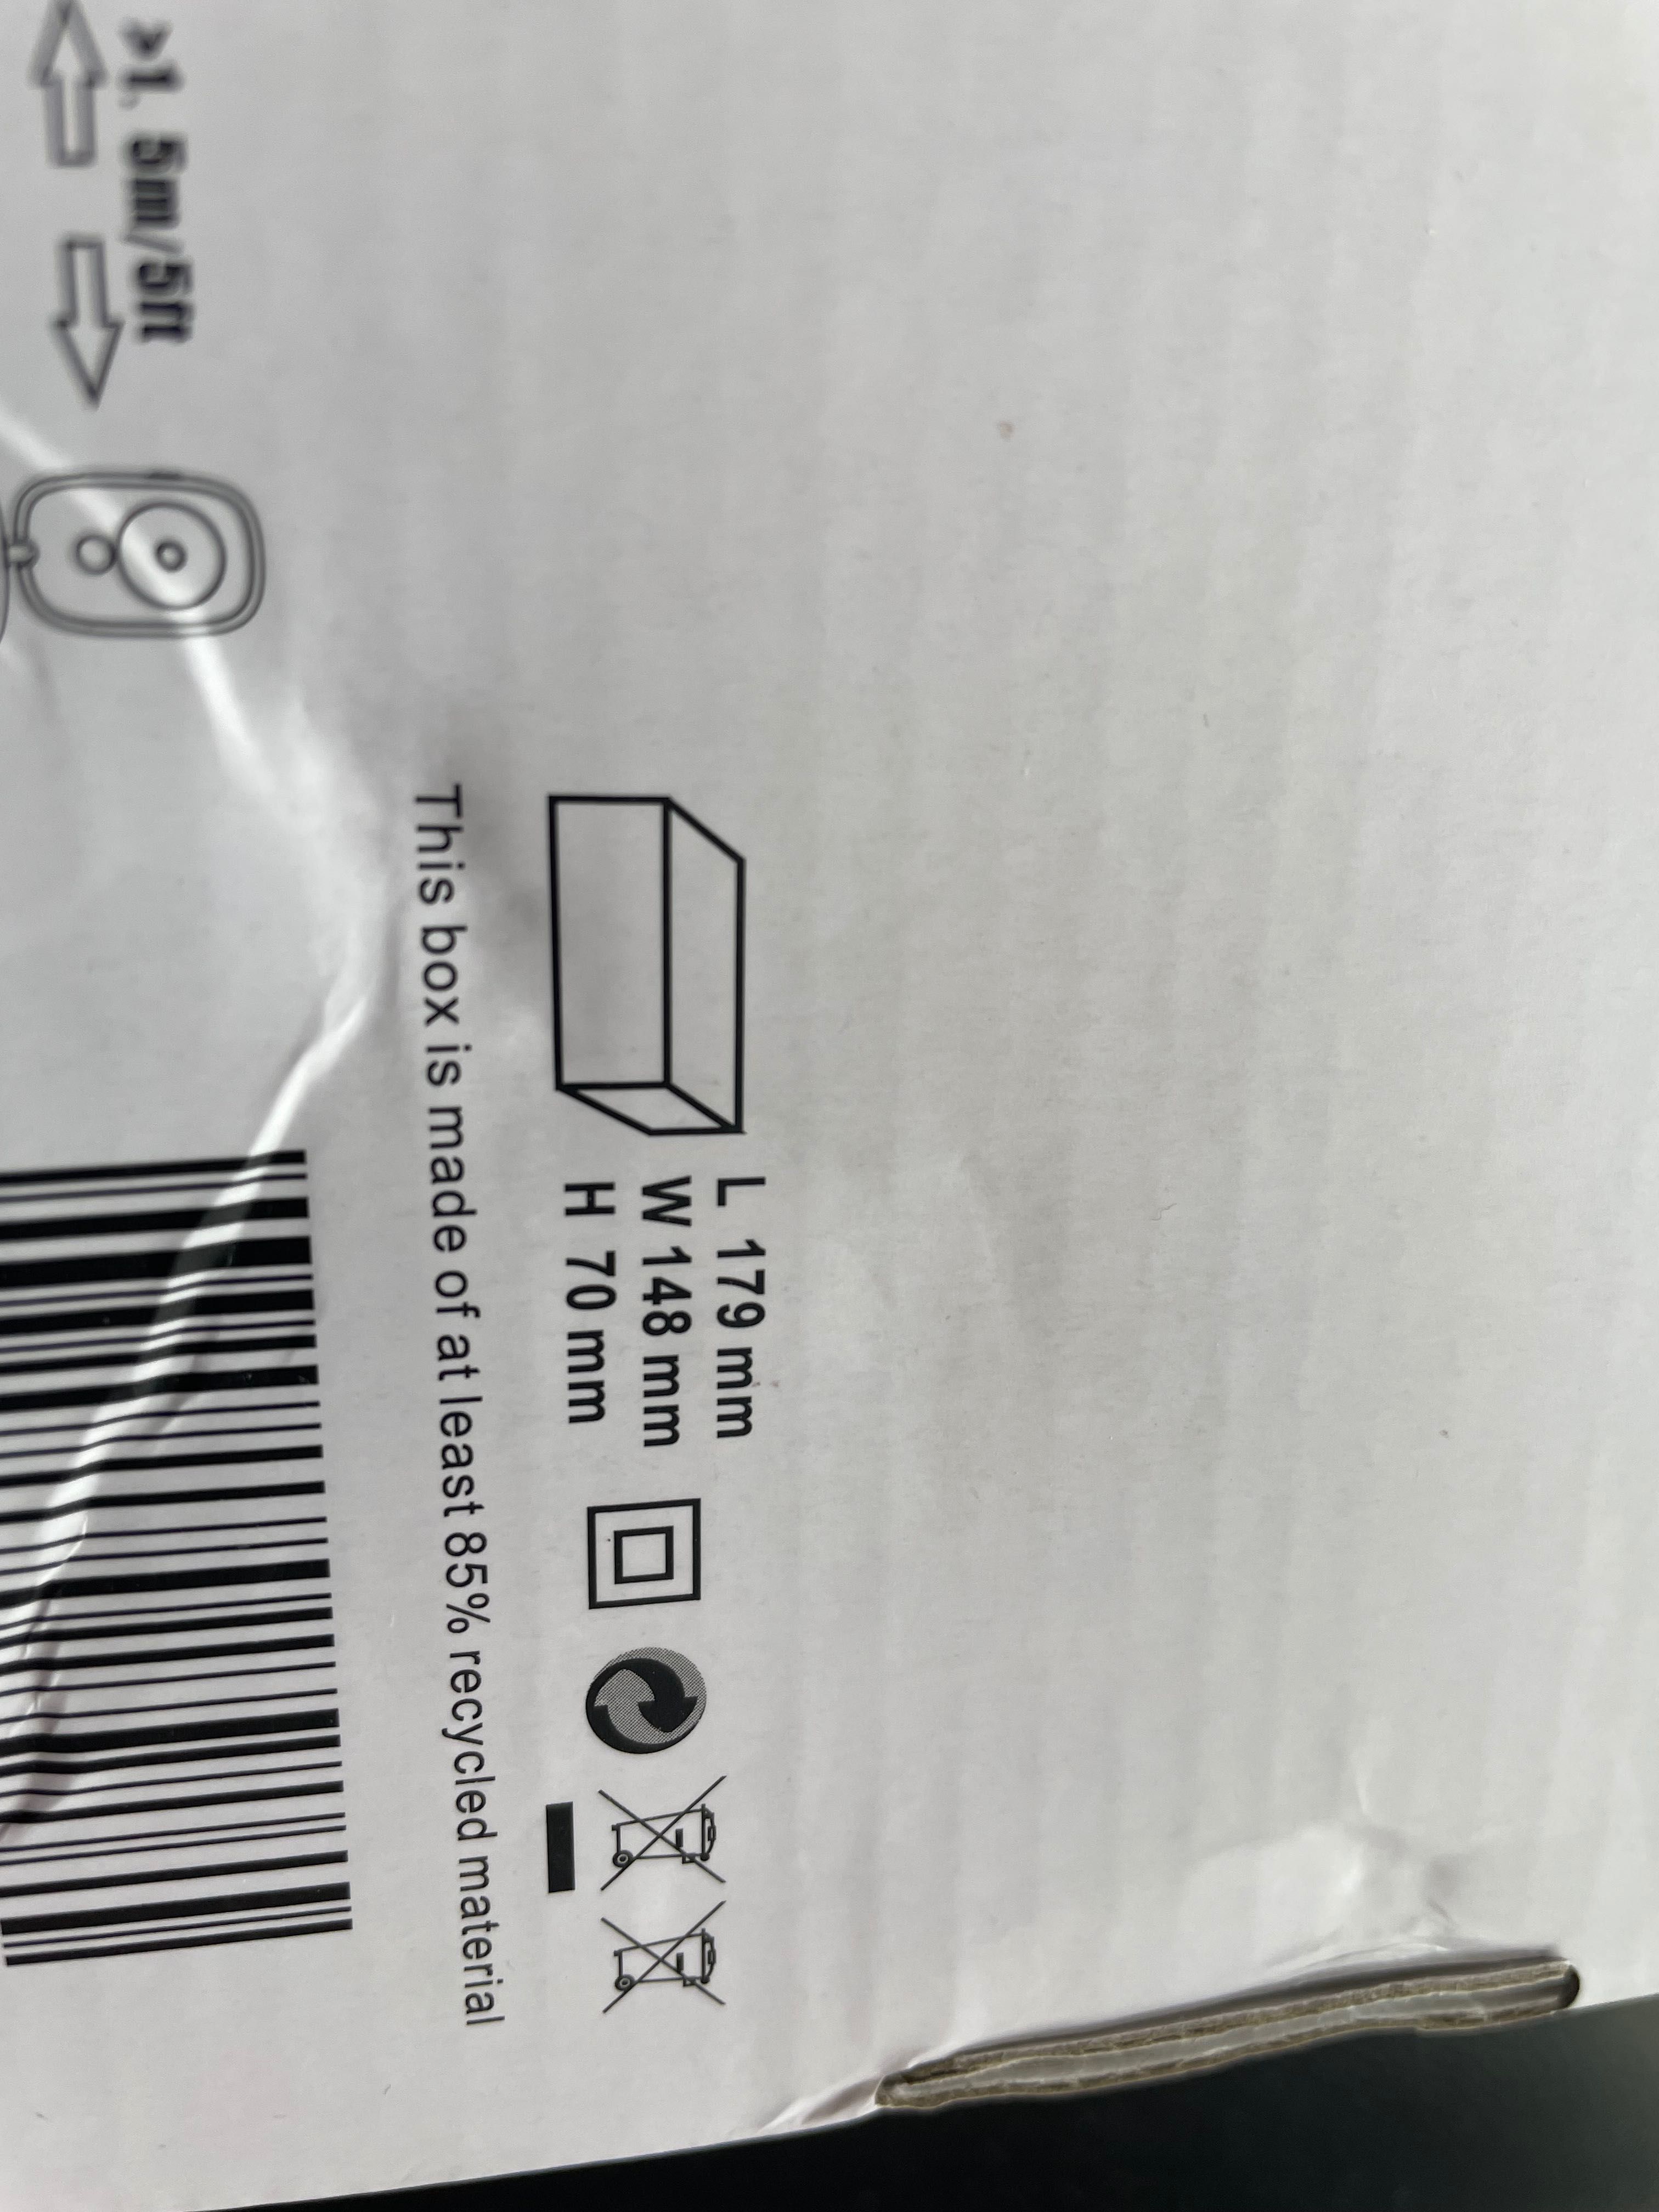 >1. 5m/5ft
L 179 mm
W 148 mm
H 70 mm
This box is made of at least 85% recycled material